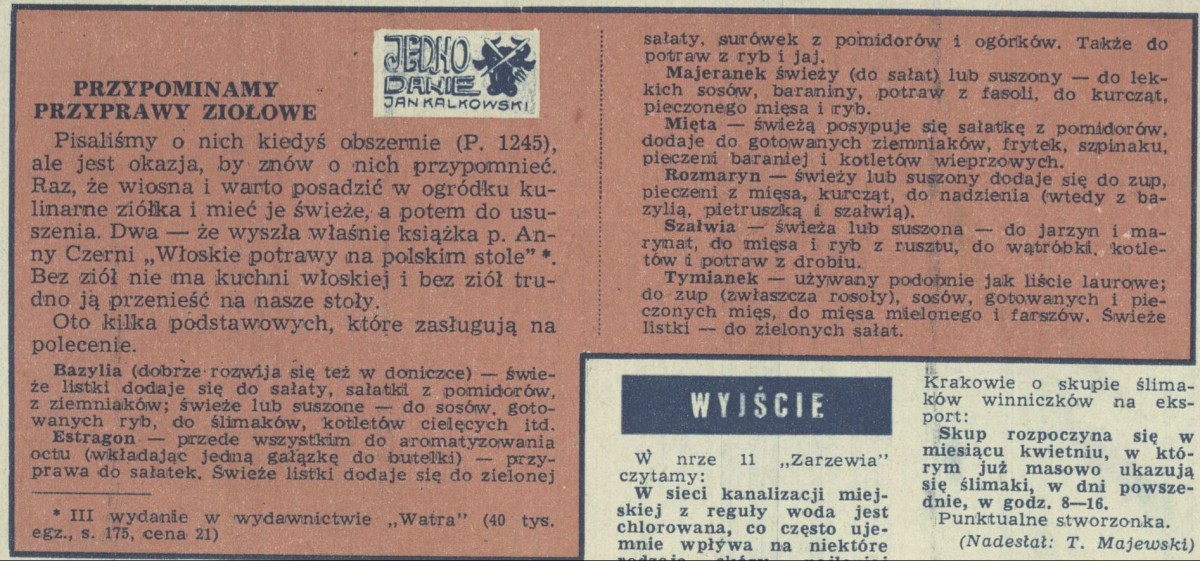 JEDNO
DANIE
JAN KALKOWSKI
PRZYPOMINAMY
PRZYPRAWY ZIOŁOWE
Pisaliśmy o nich kiedyś obszernie (P. 1245),
ale jest okazja, by znów o nich przypomnieć.
Raz, że wiosna i warto posadzić w ogródku ku-
linarne ziółka i mieć je świeże, a potem do usu-
szenia. Dwa — że wyszła właśnie książka p. An-
ny Czerni „Włoskie potrawy na polskim stole" *.
Bez ziół nie ma kuchni włoskiej i bez ziół tru-
dno ją przenieść na nasze stoły.
Oto kilka podstawowych, które zasługują na
polecenie.
Bazylia (dobrze rozwija się też w doniczce) — świe-
że listki dodaje się do sałaty, sałatki z pomidorów,
z ziemniaków; świeże lub suszone — do sosów, goto-
wanych ryb, do ślimaków, kotletów cielęcych itd.
Estragon — przede wszystkim do aromatyzowania
octu (wkładając jedną gałązkę do butelki) — przy-
prawa do sałatek. Świeże listki dodaje się do zielonej
* III wydanie w wydawnictwie „Watra" (40 tys.
egz., s. 175, cena 21)
sałaty, surówek z pomidorów i ogórków. Także do
potraw z ryb i jaj.
Majeranek świeży (do sałat) lub suszony — do lek-
kich sosów, baraniny, potraw z fasoli, do kurcząt,
pieczonego mięsa i ryb.
Mięta — świeżą posypuje się sałatkę z pomidorów,
dodaje do gotowanych ziemniaków, frytek, szpinaku,
pieczeni baraniej i kotletów wieprzowych.
Rozmaryn — świeży lub suszony dodaje się do zup,
pieczeni z mięsa, kurcząt, do nadzienia (wtedy z ba-
zylią, pietruszką i szałwią).
Szałwia — świeża lub suszona — do jarzyn i ma-
rynat, do mięsa i ryb z rusztu, do wątróbki, kotle-
tów i potraw z drobiu.
Tymianek — używany podobnie jak liście laurowe;
do zup (zwłaszcza rosoły), sosów, gotowanych i pie-
czonych mięs, do mięsa mielonego i farszów. Świeże
listki — do zielonych sałat.
WYJŚCIE
W nrze 11 „Zarzewia"
czytamy:
W sieci kanalizacji miej-
skiej z reguły woda jest
chlorowana, co często uje-
mnie wpływa na niektóre
Krakowie o skupie ślima-
ków winniczków na eks-
port:
Skup rozpoczyna się w
miesiącu kwietniu, w któ-
rym już masowo ukazują
się ślimaki, w dni powsze-
dnie, w godz. 8—16.
Punktualne stworzonka.
(Nadesłał: T. Majewski)